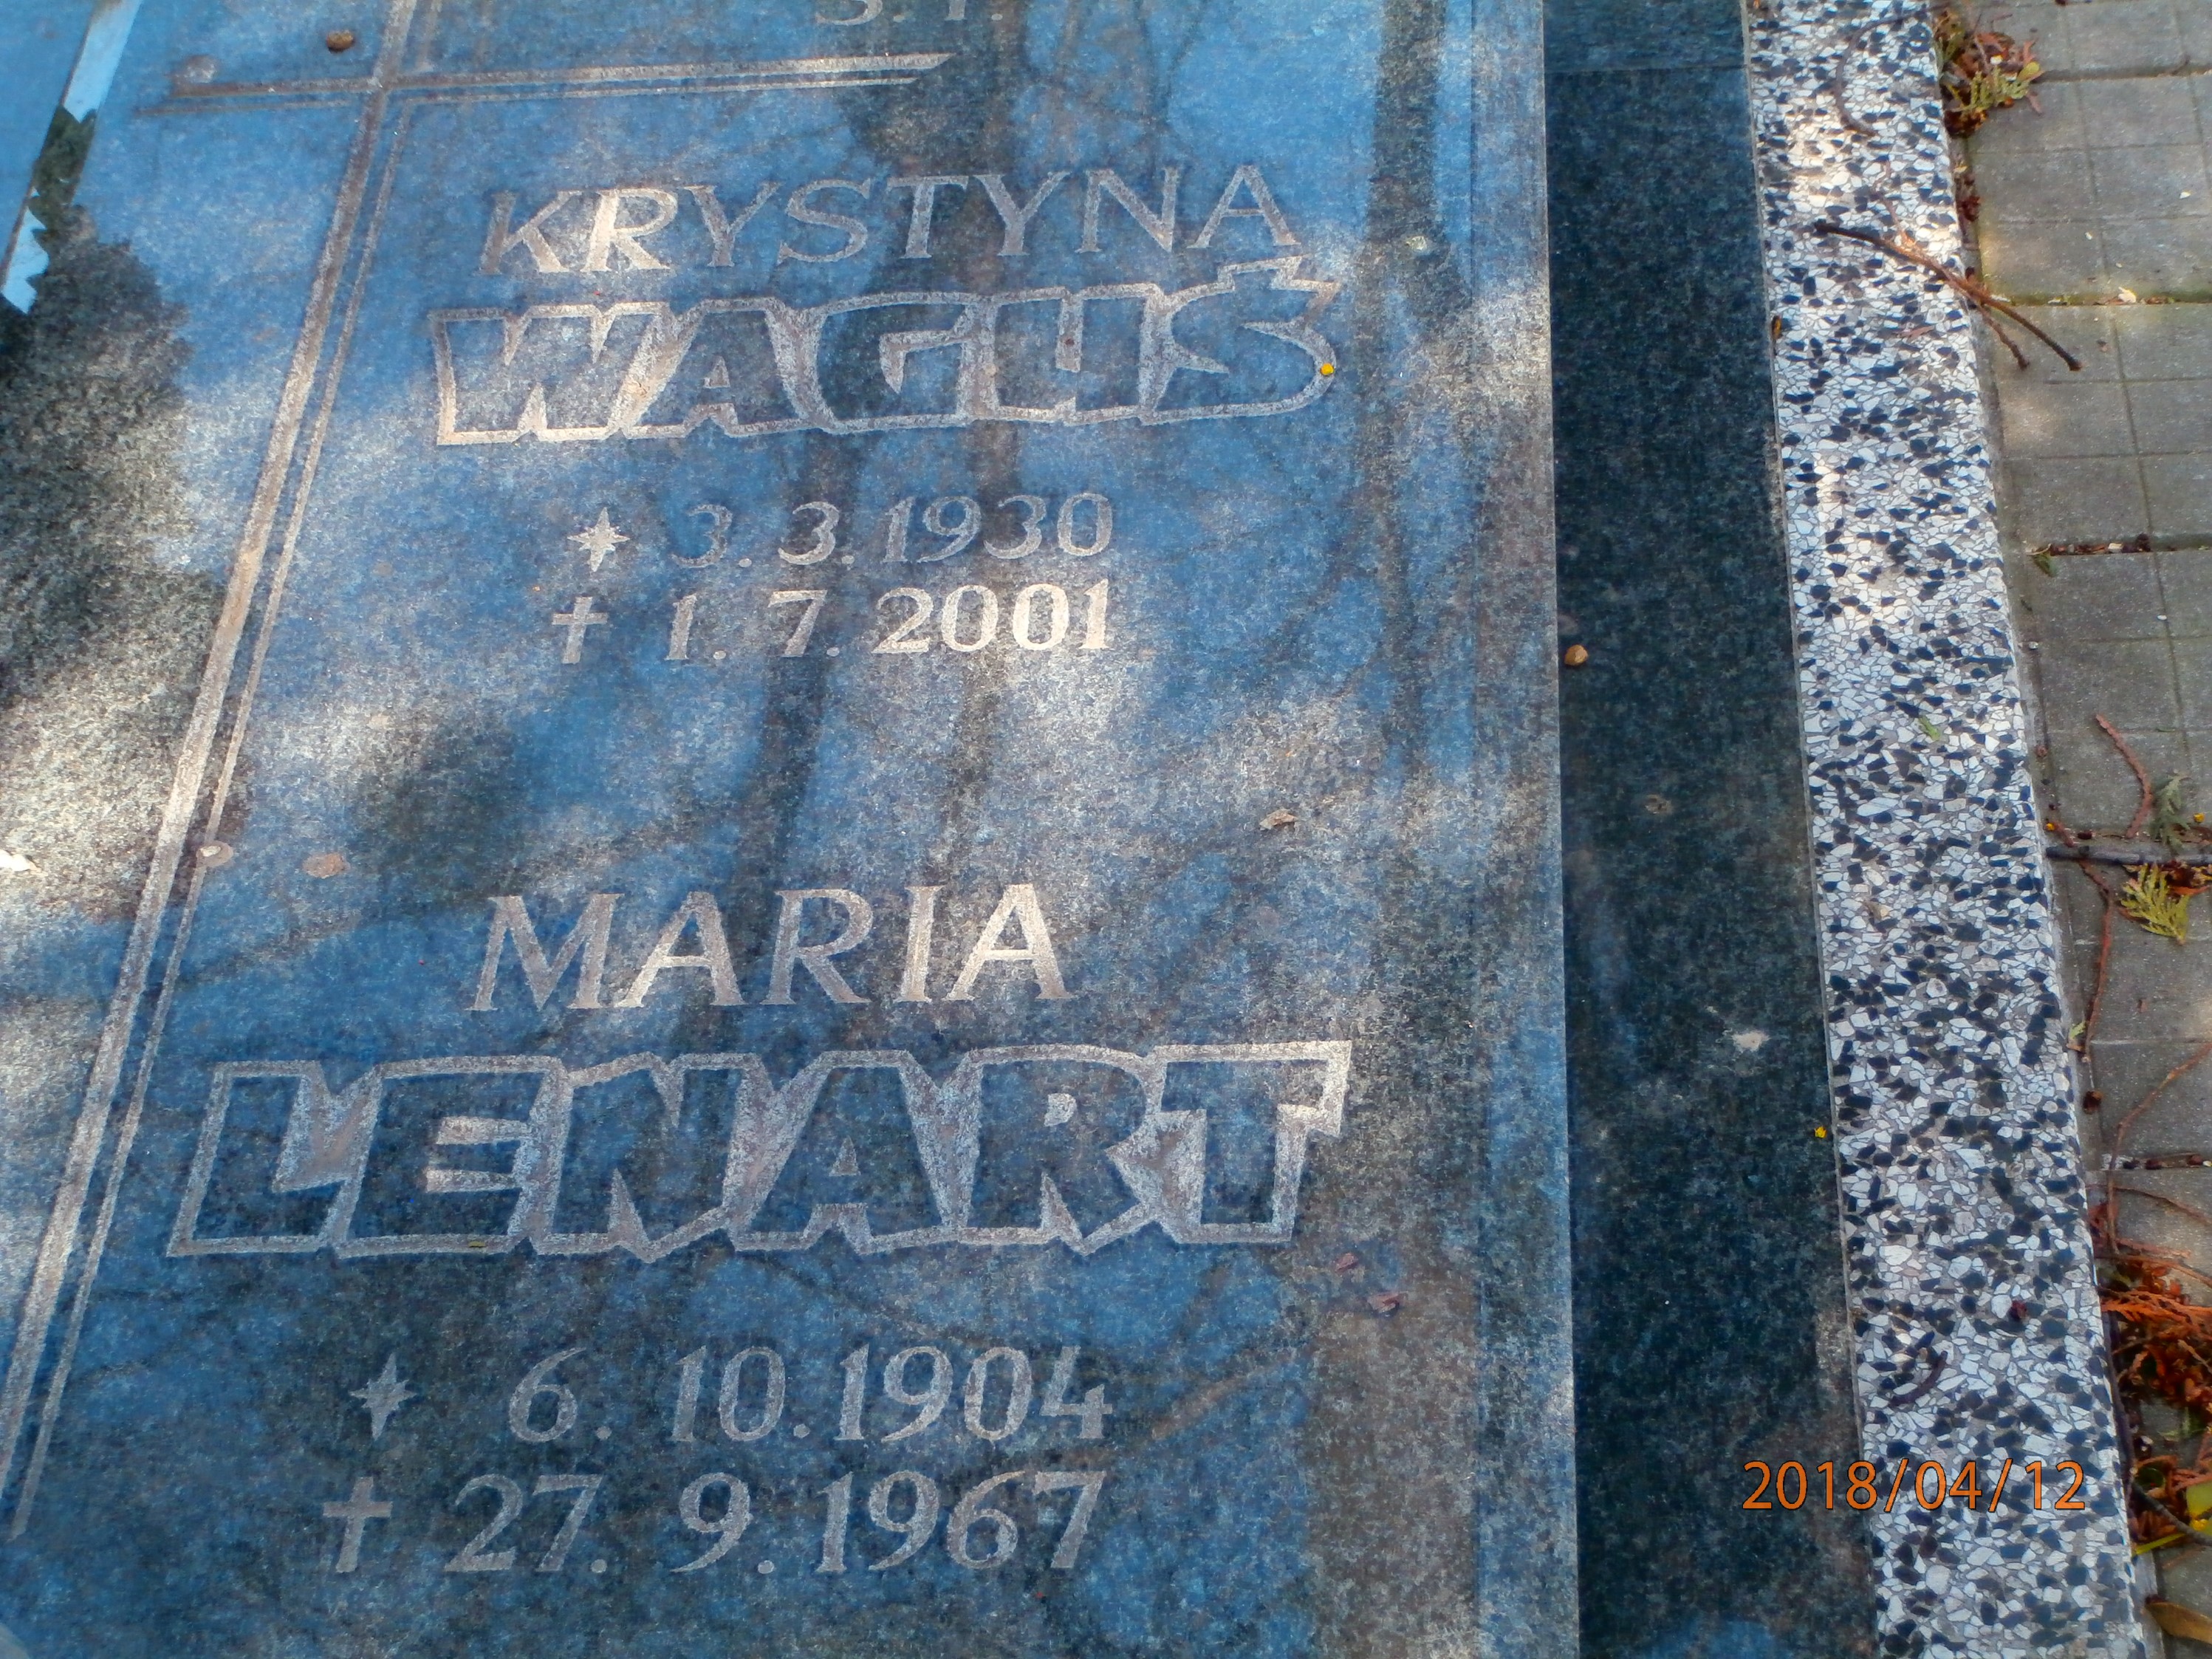 Ś. P.
KRYSTYNA
WAGUŚ
3. 3. 1930
✝ 1. 7. 2001
MARIA
LENART
6. 10. 1904
✝ 27. 9. 1967
2018/04/12